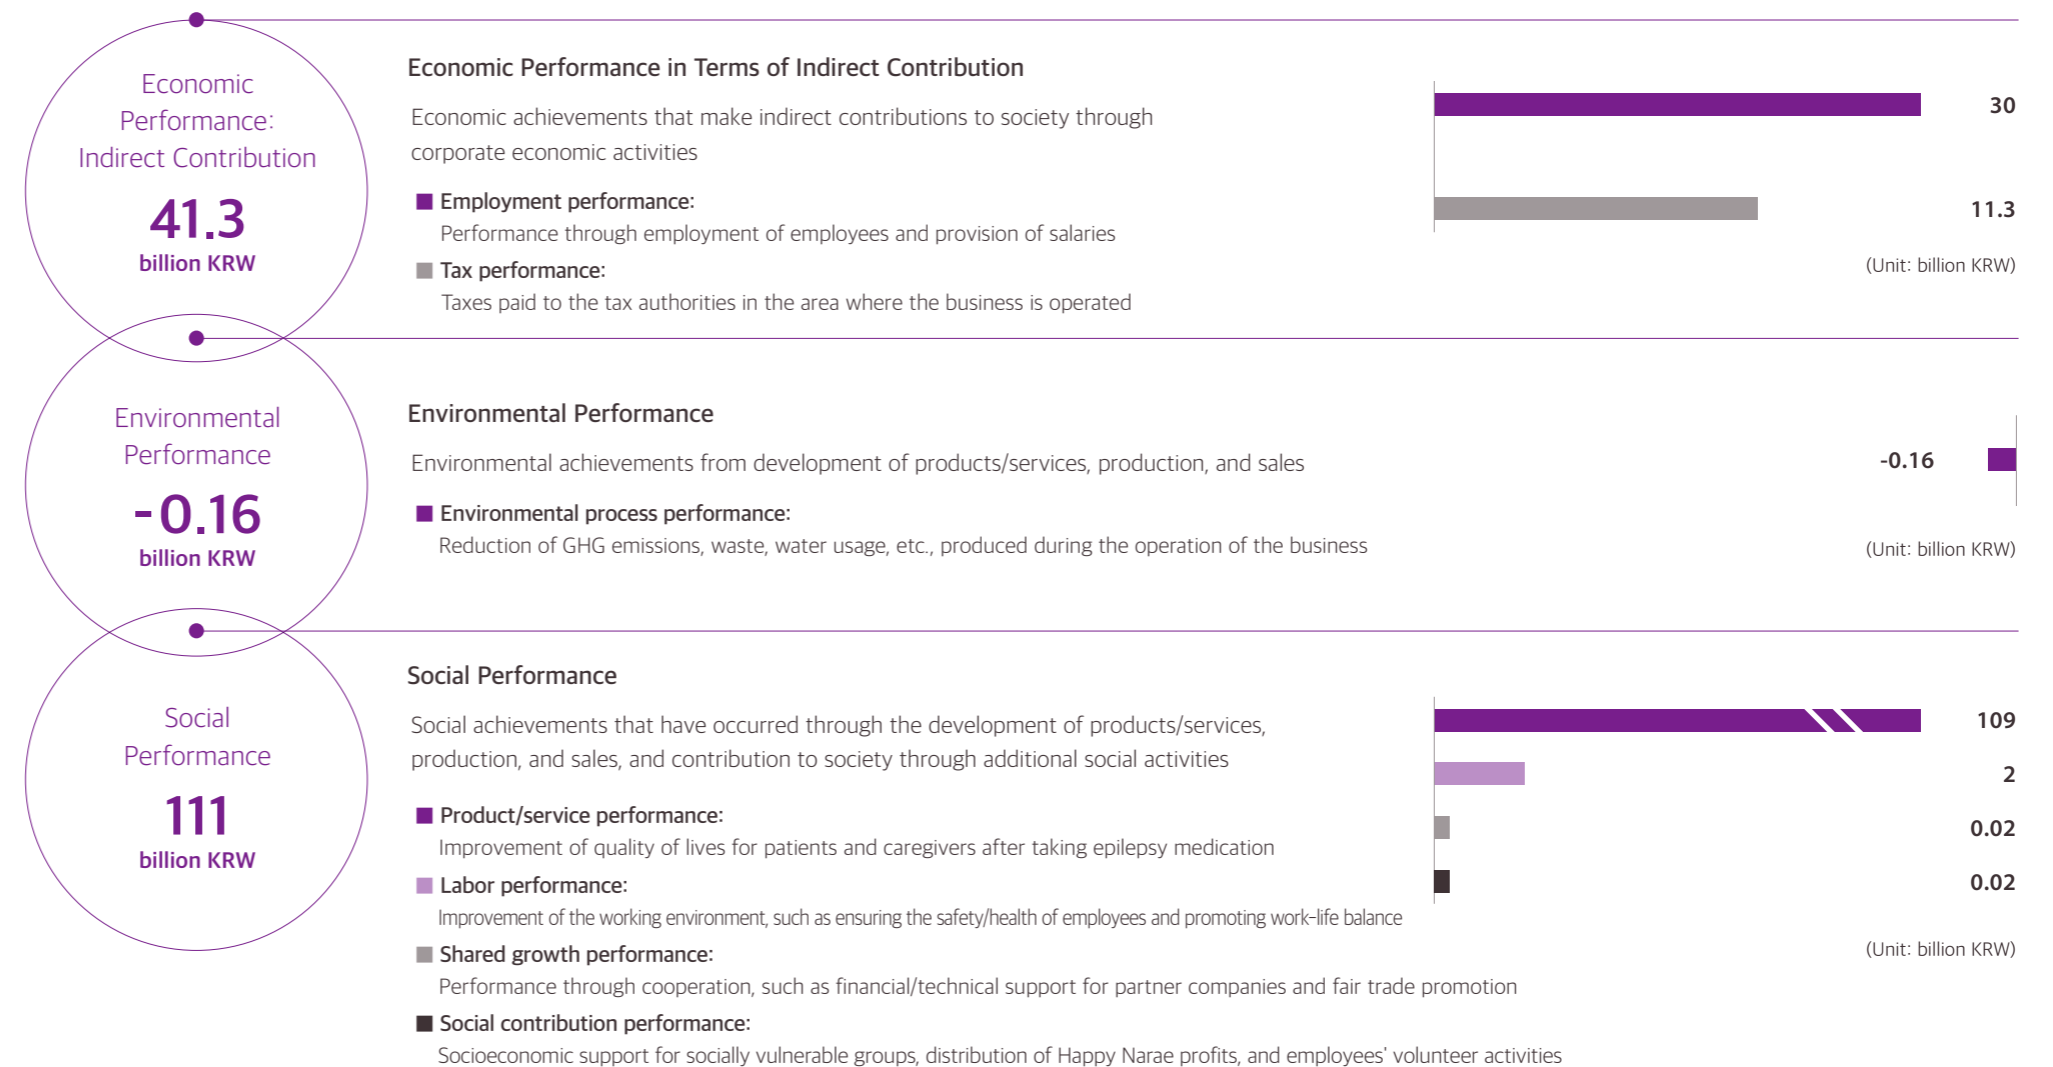 Economic
Performance:
Indirect Contribution
41.3
billion KRW
Economic Performance in Terms of Indirect Contribution
Economic achievements that make indirect contributions to society through
corporate economic activities
Employment performance:
Performance through employment of employees and provision of salaries
Tax performance:
Taxes paid to the tax authorities in the area where the business is operated
30
11.3
(Unit: billion KRW)
Environmental
Performance
-0.16
billion KRW
Environmental Performance
Environmental achievements from development of products/services, production, and sales
Environmental process performance:
Reduction of GHG emissions, waste, water usage, etc., produced during the operation of the business
-0.16
(Unit: billion KRW)
Social
Performance
111
billion KRW
Social Performance
Social achievements that have occurred through the development of products/services,
production, and sales, and contribution to society through additional social activities
Product/service performance:
Improvement of quality of lives for patients and caregivers after taking epilepsy medication
Labor performance:
Improvement of the working environment, such as ensuring the safety/health of employees and promoting work-life balance
Shared growth performance:
Performance through cooperation, such as financial/technical support for partner companies and fair trade promotion
Social contribution performance:
Socioeconomic support for socially vulnerable groups, distribution of Happy Narae profits, and employees' volunteer activities
109
2
0.02
0.02
(Unit: billion KRW)